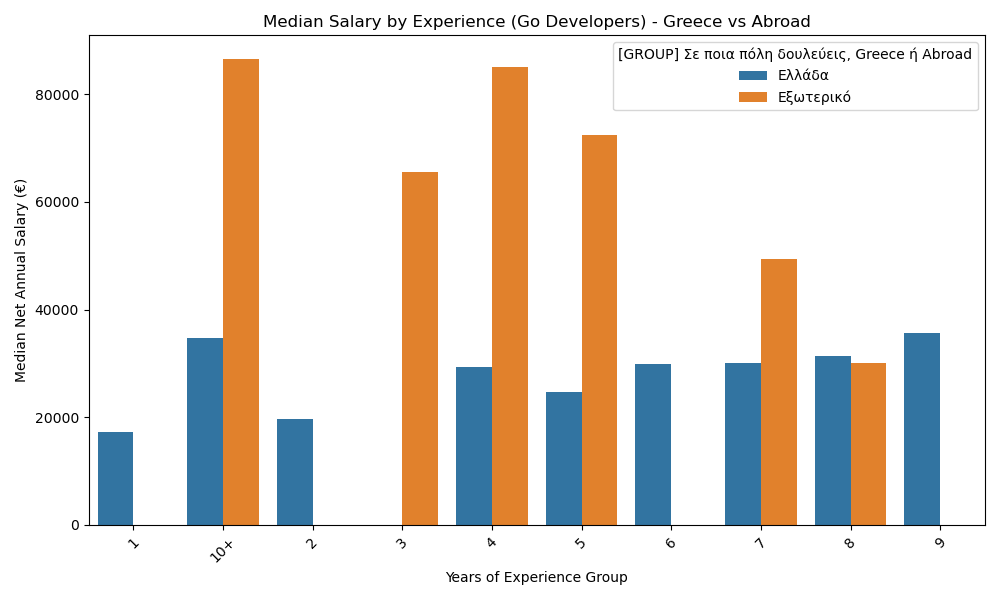 Median Salary by Experience (Go Developers) - Greece vs Abroad
[GROUP] Σε ποια πόλη δουλεύεις, Greece ή Abroad
Ελλάδα
Εξωτερικό
Median Net Annual Salary (€)
80000
60000
40000
20000
0
1
10+
2
3
4
5
6
7
8
9
Years of Experience Group